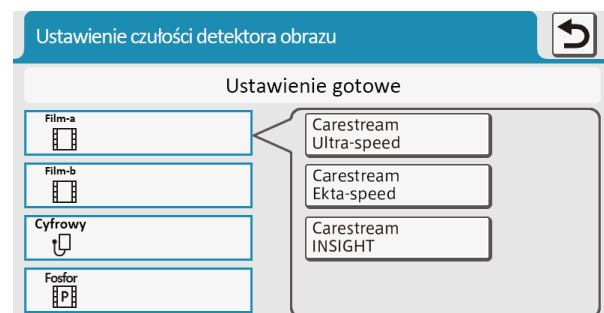 Ustawienie czułości detektora obrazu
Ustawienie gotowe
Film-a
Film-b
Cyfrowy
Fosfor
P
Carestream
Ultra-speed
Carestream
Ekta-speed
Carestream
INSIGHT